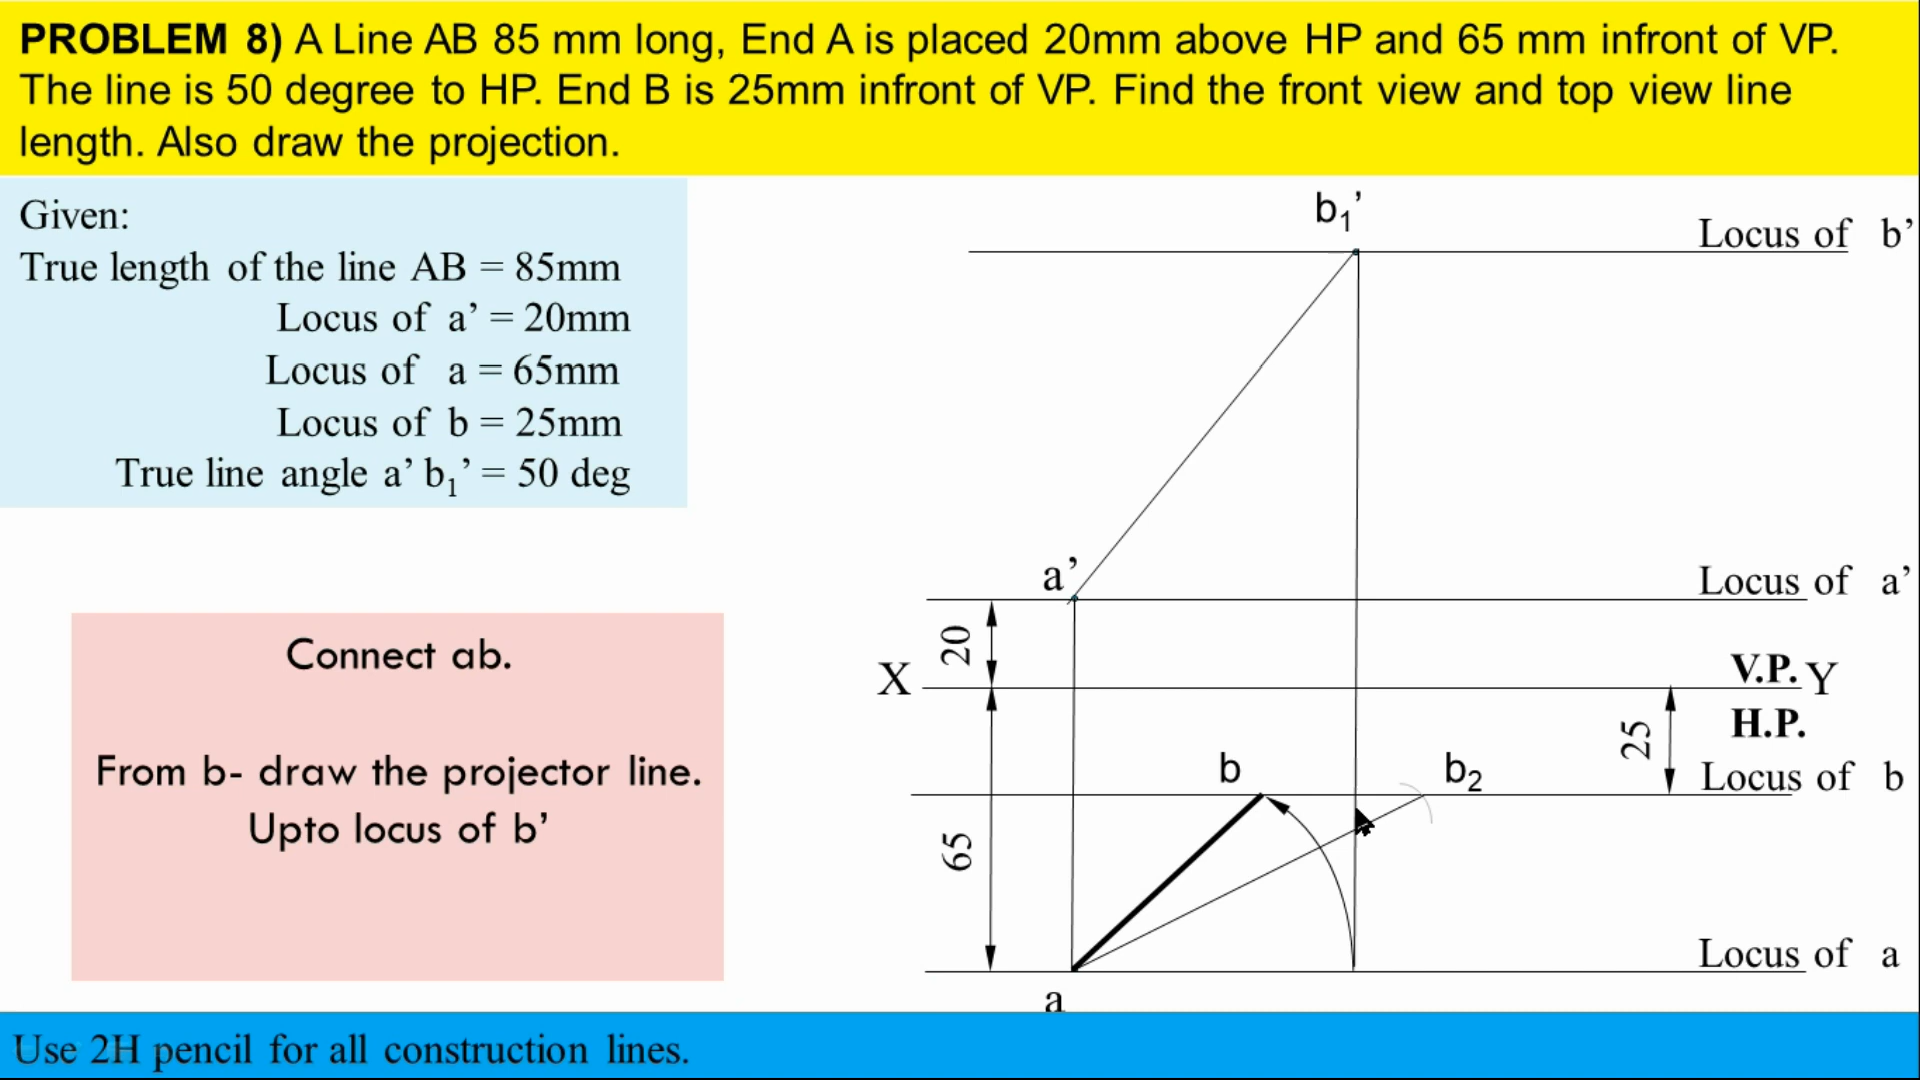 PROBLEM 8) A Line AB 85 mm long, End A is placed 20mm above HP and 65 mm infront of VP.
The line is 50 degree to HP. End B is 25mm infront of VP. Find the front view and top view line
length. Also draw the projection.
Given:
True length of the line AB = 85mm
Locus of a’ = 20mm
Locus of a = 65mm
Locus of b = 25mm
True line angle a’ b₁’ = 50 deg
Connect ab.
From b- draw the projector line.
Upto locus of b’
b₁’
Locus of b’
a’
Locus of a’
20
X
V.P. Y
H.P.
25
b
b₂
Locus of b
65
Locus of a
a
Use 2H pencil for all construction lines.